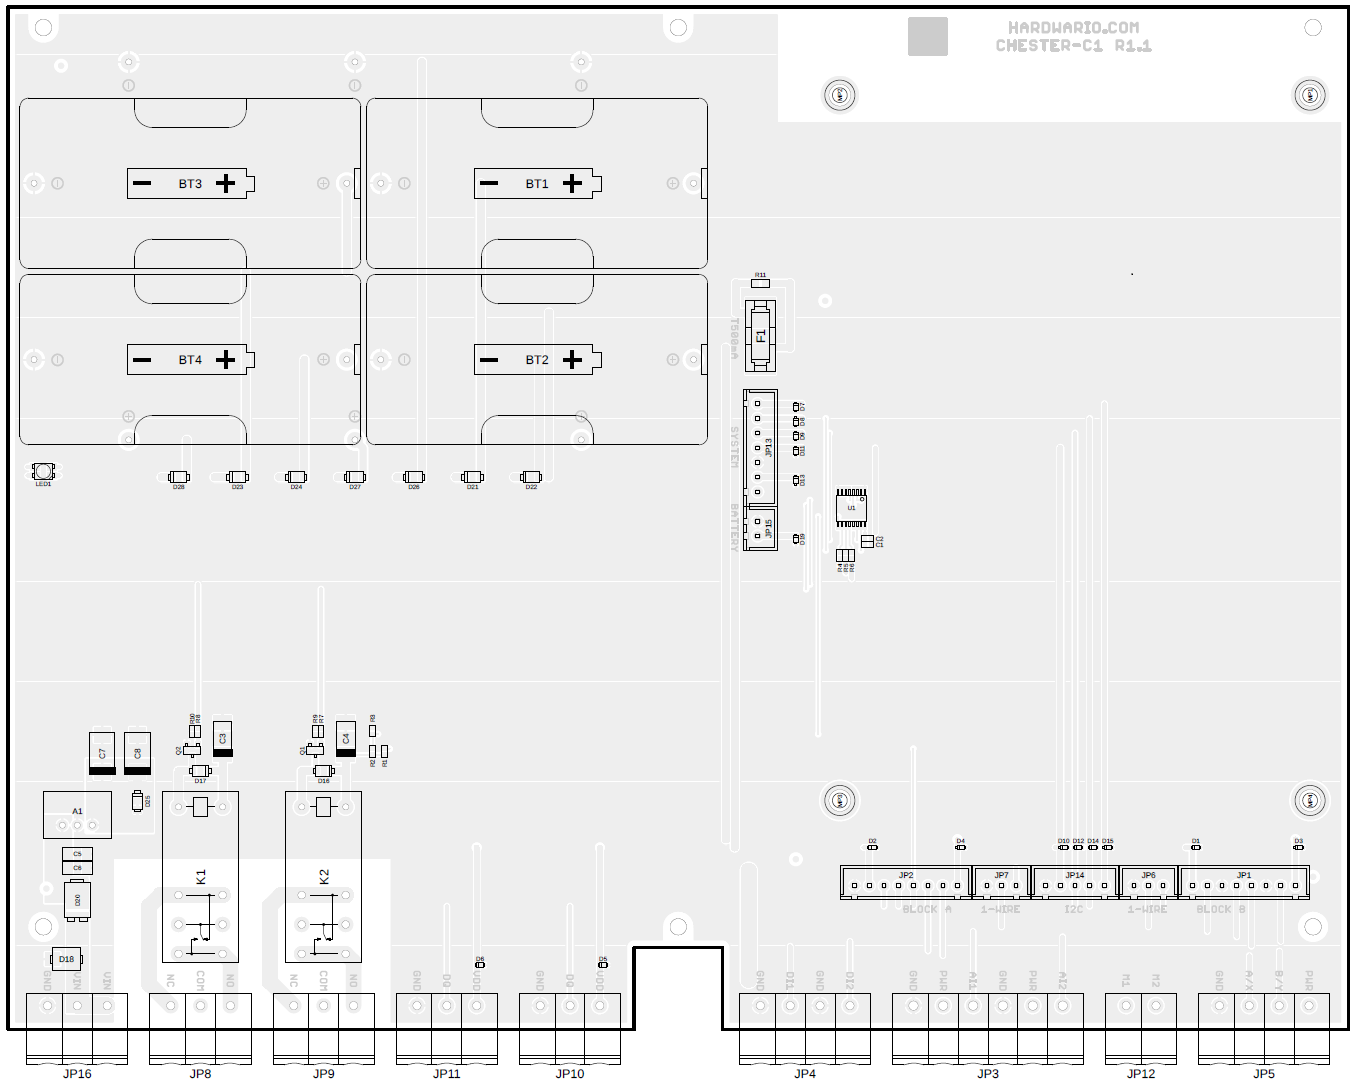 HARDWARIO.COM
CHESTER-C1 R1.1
MP2
MP1
BT3
BT1
R11
F1
T500mA
BT4
BT2
D7
D8
D9
D11
SYSTEM
JP13
D13
LED1
D28
D23
D24
D27
D26
D21
D22
U1
BATTERY
JP15
D19
R4
R5
R6
R10
R8
R9
R7
R3
C7
C8
Q2
C3
Q1
C4
R2
R1
D17
D16
D25
A1
MP3
MP4
D2
D4
D10
D12
D14
D15
D1
D3
C5
C6
K1
K2
JP2
JP7
JP14
JP6
JP1
D20
BLOCK A
1-WIRE
I2C
1-WIRE
BLOCK B
D18
D6
D5
GND
VIN
VIN
NC
COM
NO
NC
COM
NO
GND
DQ
VDD
GND
DQ
VDD
GND
DI1
GND
DI2
GND
PWR
AI1
GND
PWR
AI2
M1
M2
GND
A/X
B/Y
PWR
JP16
JP8
JP9
JP11
JP10
JP4
JP3
JP12
JP5